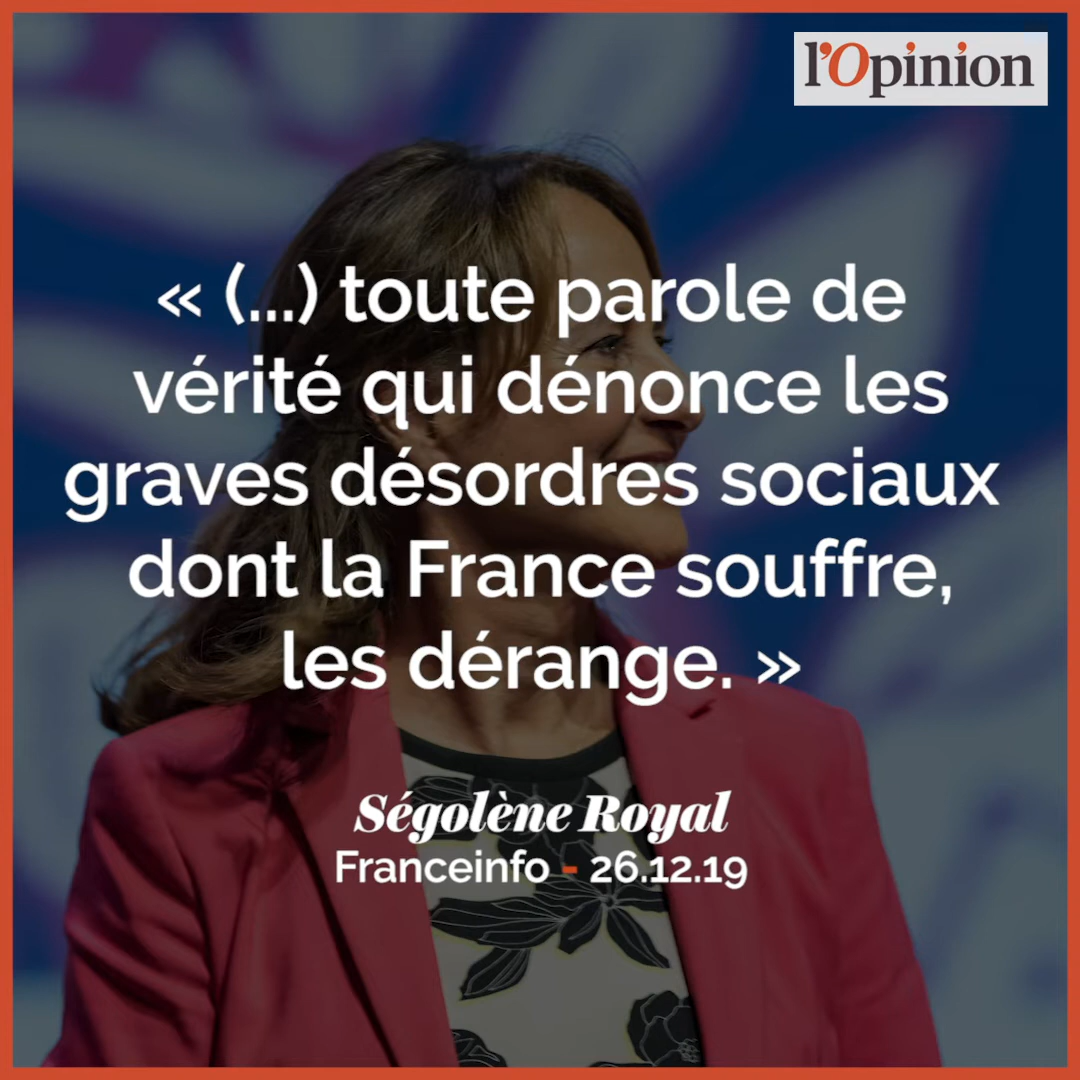 l'Opinion
« (...) toute parole de
vérité qui dénonce les
graves désordres sociaux
dont la France souffre,
les dérange. »
Ségolène Royal
Franceinfo - 26.12.19